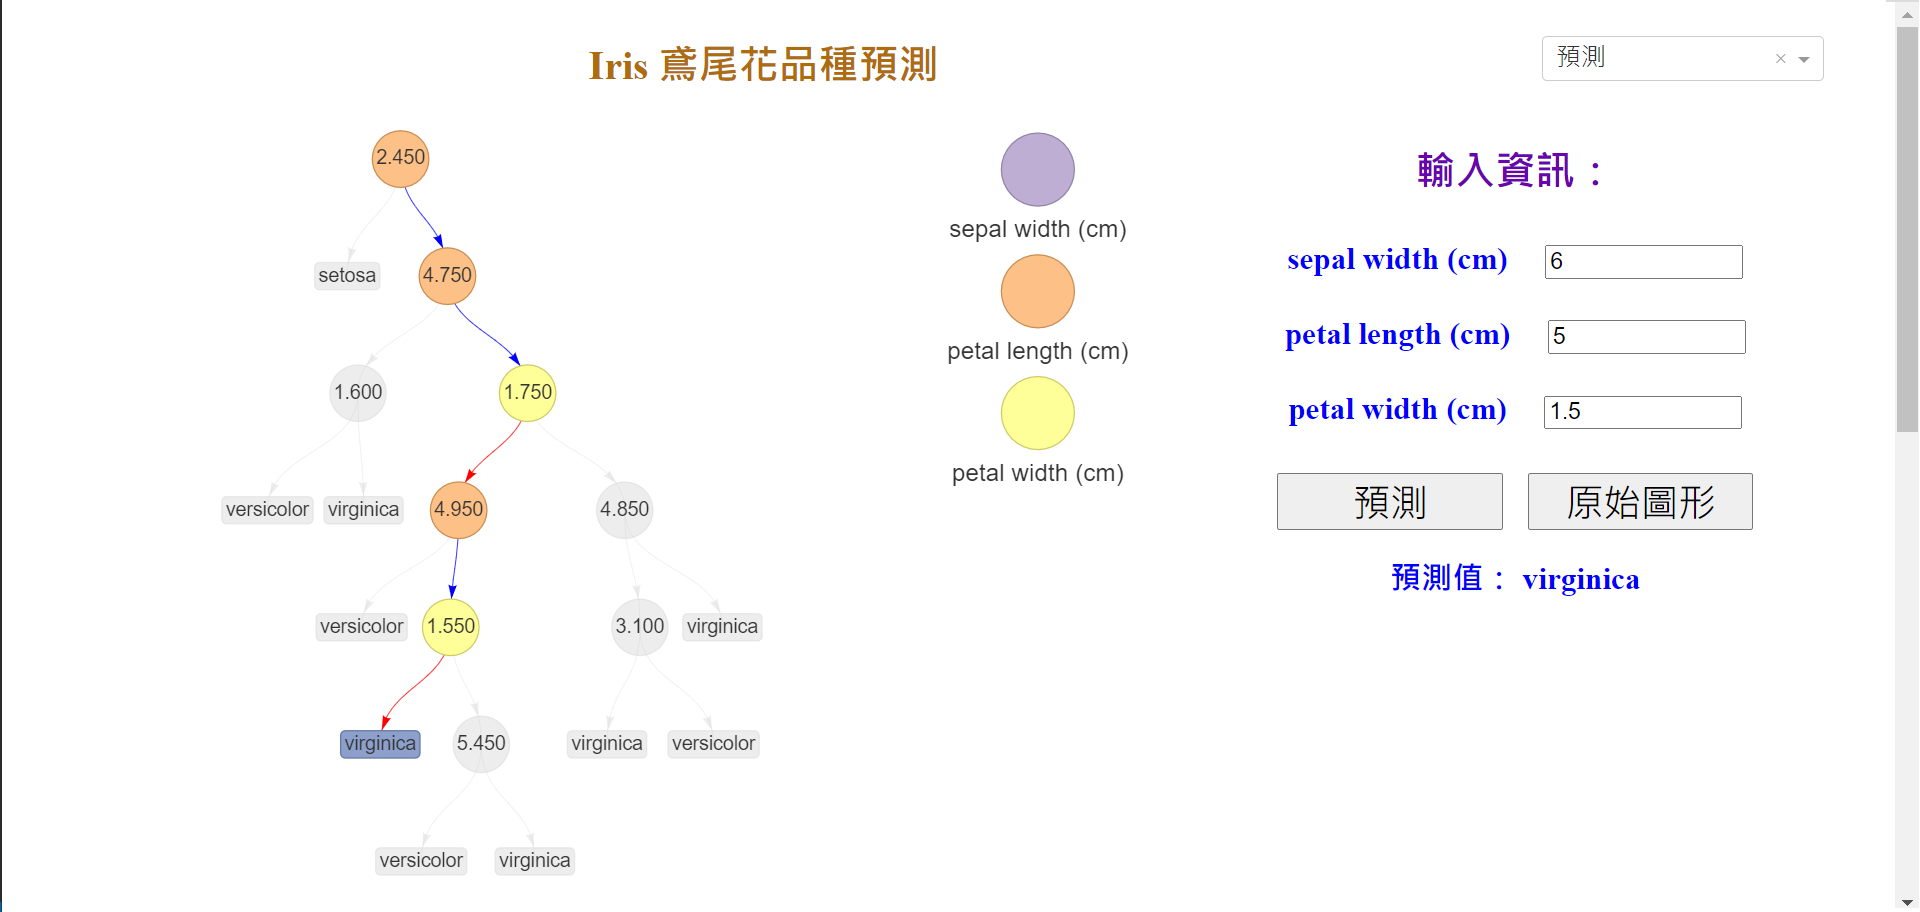 Iris 鳶尾花品種預測
預測 ×
2.450
setosa
4.750
1.600
1.750
versicolor
virginica
4.950
4.850
versicolor
1.550
3.100
virginica
virginica
5.450
virginica
versicolor
versicolor
virginica
sepal width (cm)
petal length (cm)
petal width (cm)
輸入資訊：
sepal width (cm) 6
petal length (cm) 5
petal width (cm) 1.5
預測 原始圖形
預測值： virginica